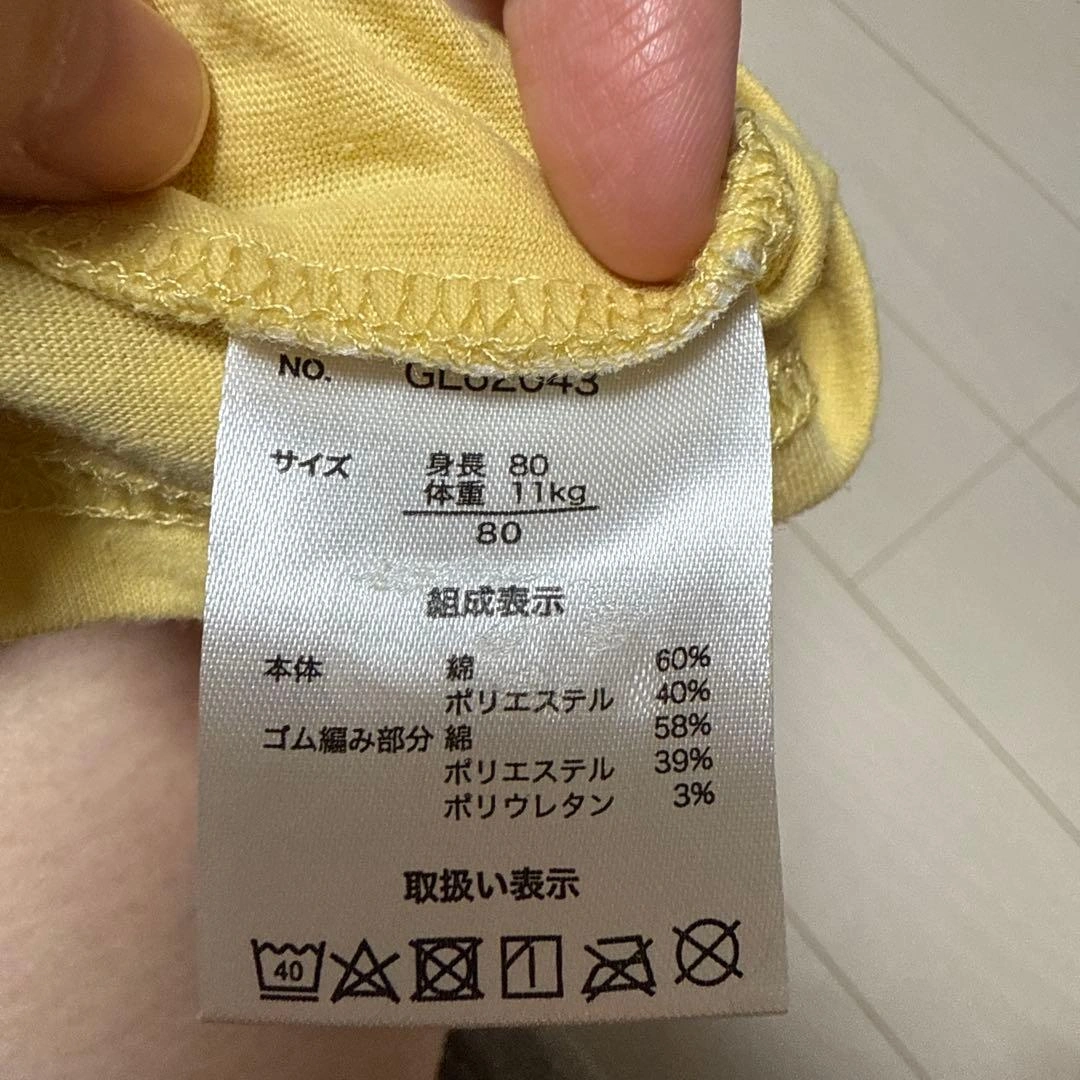 NO. GL02043
サイズ 身長 80
体重 11kg
80
組成表示
本体 綿 60%
ポリエステル 40%
ゴム編み部分 綿 58%
ポリエステル 39%
ポリウレタン 3%
取扱い表示
40